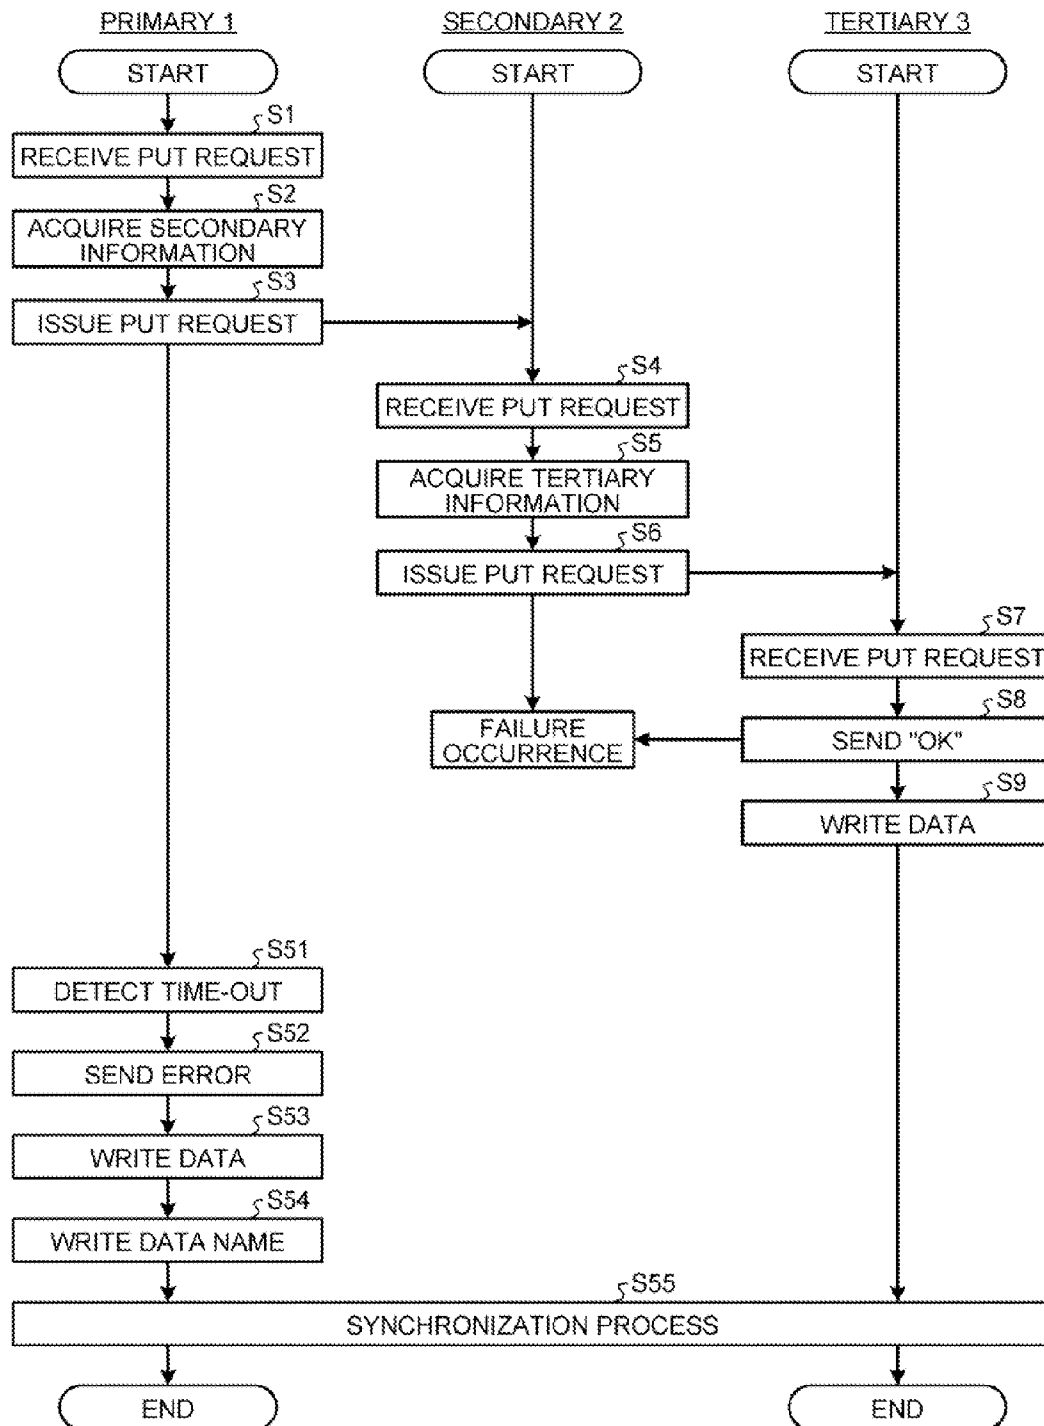 PRIMARY 1
SECONDARY 2
TERTIARY 3
START
START
START
S1
RECEIVE PUT REQUEST
S2
ACQUIRE SECONDARY
INFORMATION
S3
ISSUE PUT REQUEST
S4
RECEIVE PUT REQUEST
S5
ACQUIRE TERTIARY
INFORMATION
S6
ISSUE PUT REQUEST
S7
RECEIVE PUT REQUEST
S8
SEND "OK"
FAILURE
OCCURRENCE
S9
WRITE DATA
S51
DETECT TIME-OUT
S52
SEND ERROR
S53
WRITE DATA
S54
WRITE DATA NAME
S55
SYNCHRONIZATION PROCESS
END
END